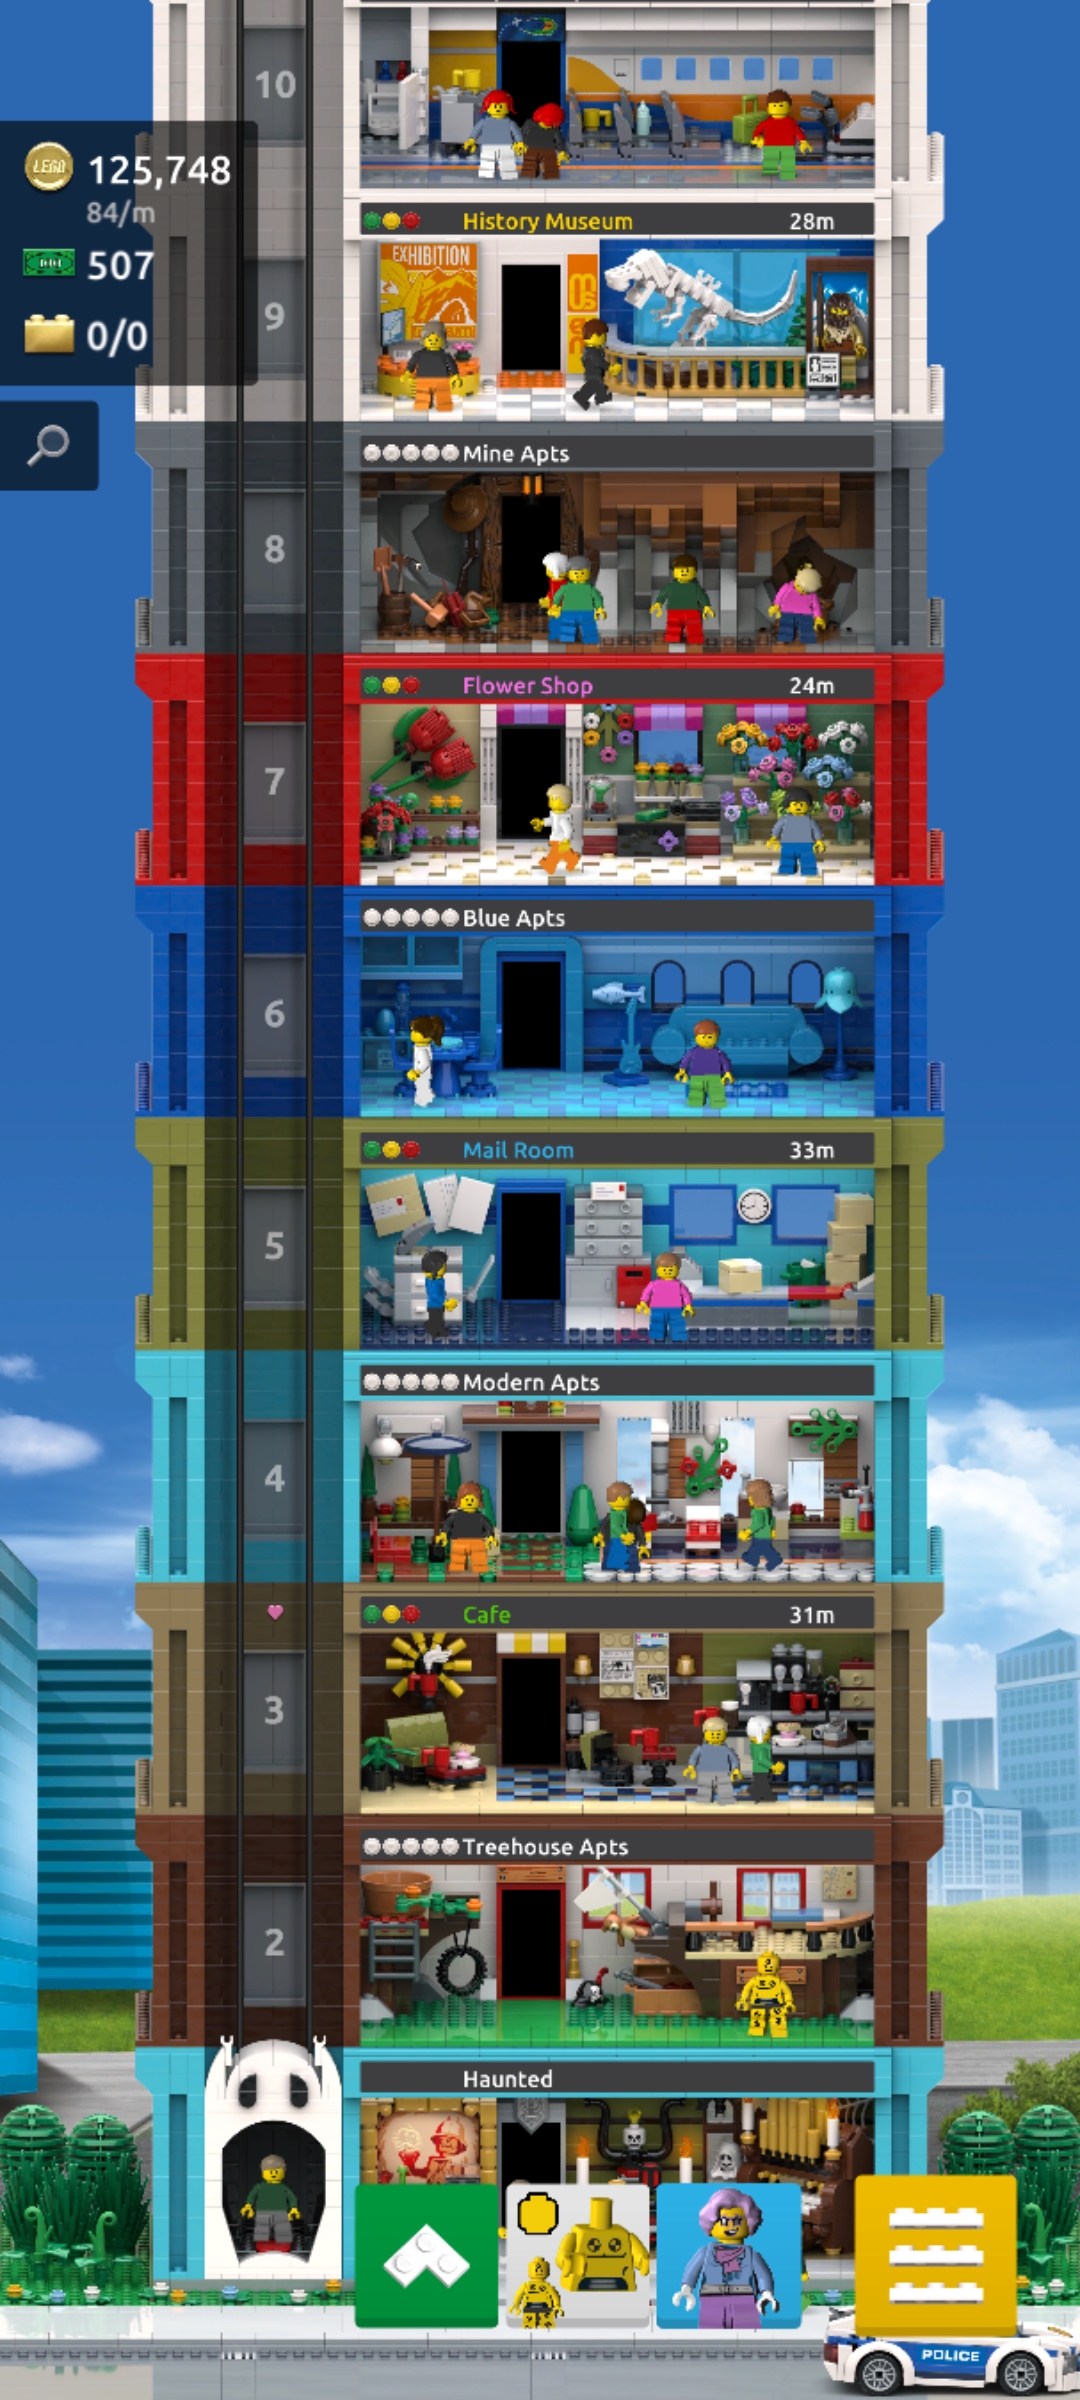 10
LEGO 125,748
84/m
507
0/0
History Museum 28m
EXHIBITION
9
Mine Apts
8
Flower Shop 24m
7
Blue Apts
6
Mail Room 33m
5
Modern Apts
4
Cafe 31m
3
Treehouse Apts
2
Haunted
POLICE